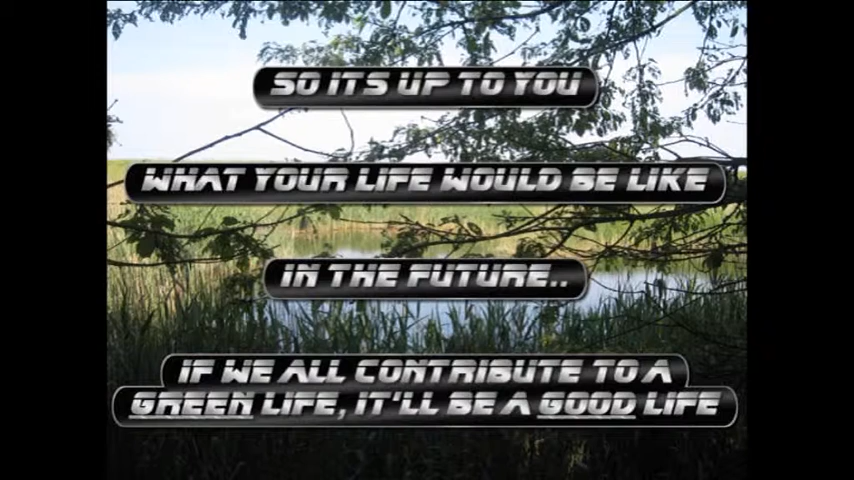 SO ITS UP TO YOU
WHAT YOUR LIFE WOULD BE LIKE
IN THE FUTURE..
IF WE ALL CONTRIBUTE TO A
GREEN LIFE, IT'LL BE A GOOD LIFE